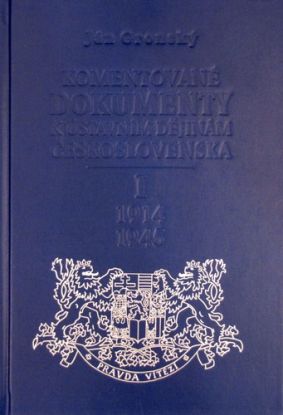 Ján Gronský
KOMENTOVANÉ
DOKUMENTY
K ÚSTAVNÍM DĚJINÁM
ČESKOSLOVENSKA
I
1914
1945
PRAVDA VÍTĚZÍ